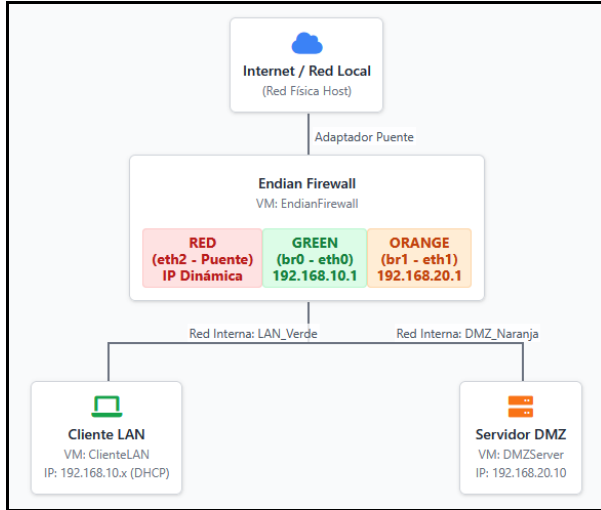 Internet / Red Local
(Red Física Host)
Adaptador Puente
Endian Firewall
VM: EndianFirewall
RED
(eth2 - Puente)
IP Dinámica
GREEN
(br0 - eth0)
192.168.10.1
ORANGE
(br1 - eth1)
192.168.20.1
Red Interna: LAN_Verde
Red Interna: DMZ_Naranja
Cliente LAN
VM: ClienteLAN
IP: 192.168.10.x (DHCP)
Servidor DMZ
VM: DMZServer
IP: 192.168.20.10